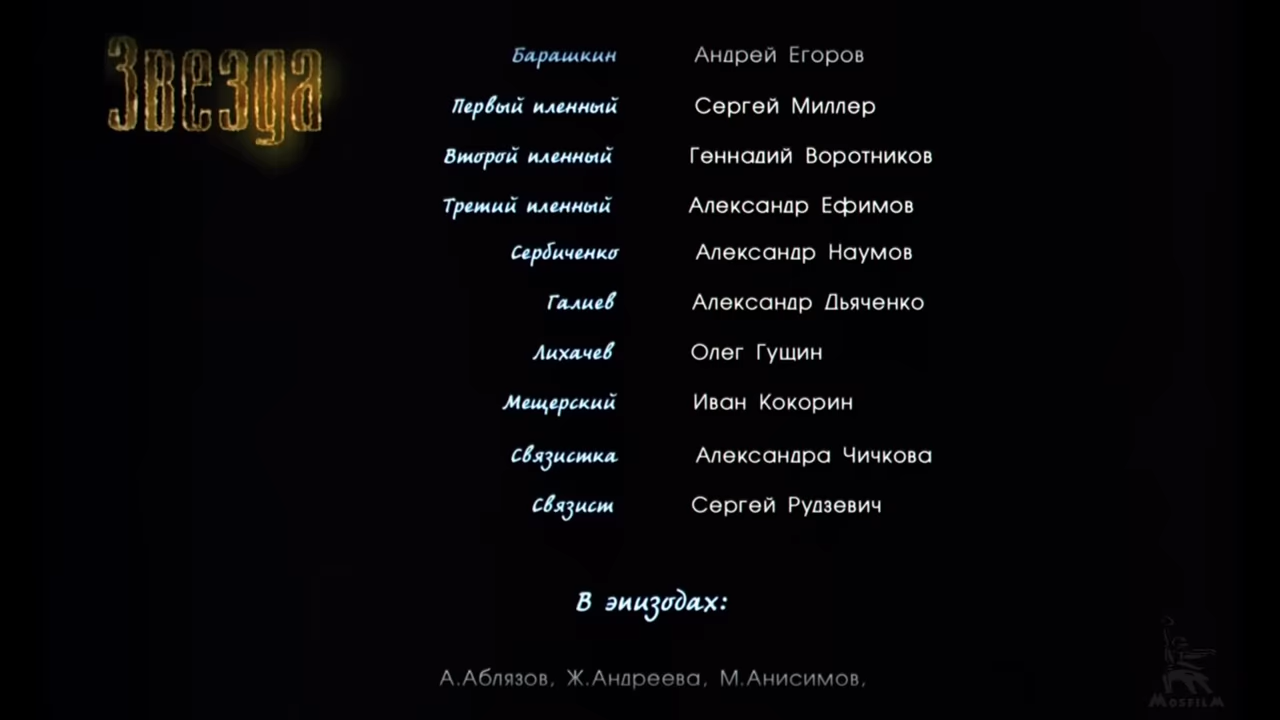 Звезда
Барашкин Андрей Егоров
Первый пленный Сергей Миллер
Второй пленный Геннадий Воротников
Третий пленный Александр Ефимов
Сербиченко Александр Наумов
Галиев Александр Дьяченко
Лихачев Олег Гущин
Мещерский Иван Кокорин
Связистка Александра Чичкова
Связист Сергей Рудзевич
В эпизодах:
А.Аблязов, Ж.Андреева, М.Анисимов,
MOSFILM